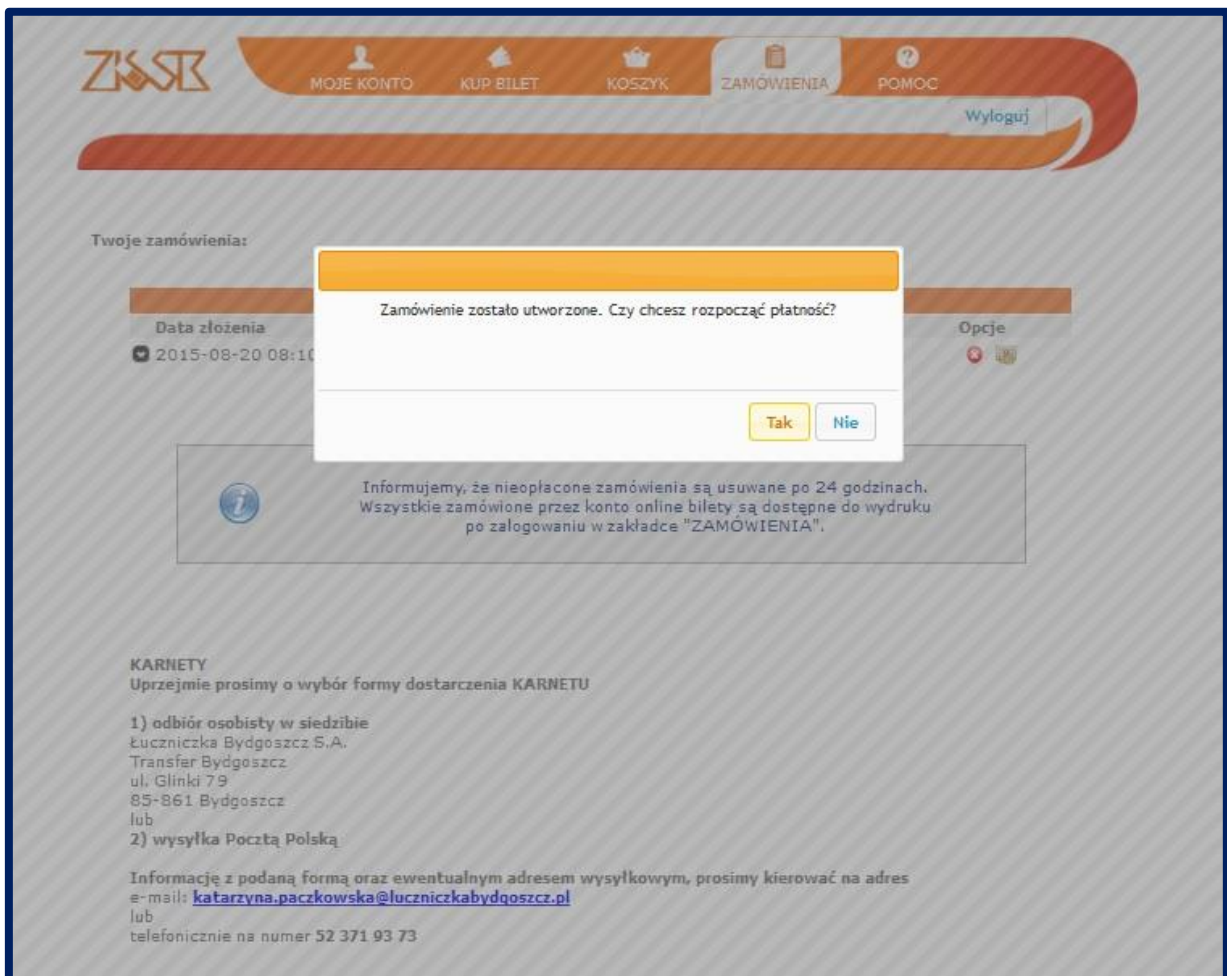 MOJE KONTO
KUP BILET
KOSZYK
ZAMÓWIENIA
POMOC
Wyloguj
Twoje zamówienia:
Zamówienie zostało utworzone. Czy chcesz rozpocząć płatność?
Tak
Nie
Data złożenia
Opcje
2015-08-20 08:10
Informujemy, że nieopłacone zamówienia są usuwane po 24 godzinach.
Wszystkie zamówione przez konto online bilety są dostępne do wydruku
po zalogowaniu w zakładce "ZAMÓWIENIA".
KARNETY
Uprzejmie prosimy o wybór formy dostarczenia KARNETU
1) odbiór osobisty w siedzibie
Łuczniczka Bydgoszcz S.A.
Transfer Bydgoszcz
ul. Glinki 79
85-861 Bydgoszcz
lub
2) wysyłka Pocztą Polską
Informację z podaną formą oraz ewentualnym adresem wysyłkowym, prosimy kierować na adres
e-mail: katarzyna.paczkowska@luczniczkabydgoszcz.pl
lub
telefonicznie na numer 52 371 93 73